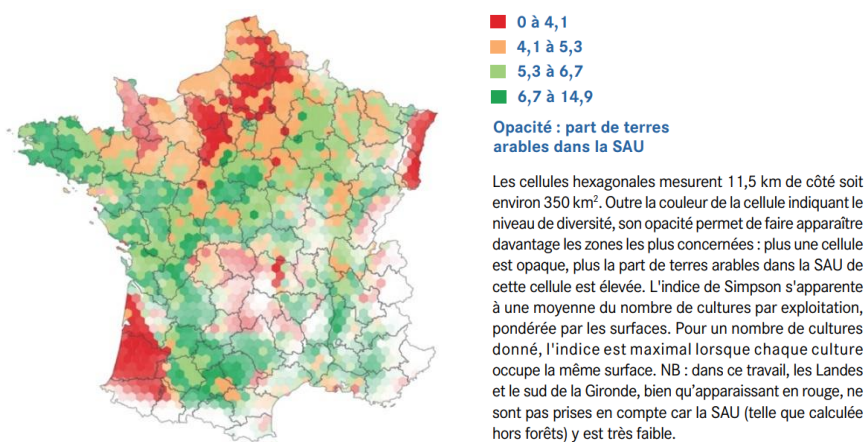 0 à 4,1
4,1 à 5,3
5,3 à 6,7
6,7 à 14,9
Opacité : part de terres
arables dans la SAU
Les cellules hexagonales mesurent 11,5 km de côté soit
environ 350 km². Outre la couleur de la cellule indiquant le
niveau de diversité, son opacité permet de faire apparaître
davantage les zones les plus concernées : plus une cellule
est opaque, plus la part de terres arables dans la SAU de
cette cellule est élevée. L'indice de Simpson s'apparente
à une moyenne du nombre de cultures par exploitation,
pondérée par les surfaces. Pour un nombre de cultures
donné, l'indice est maximal lorsque chaque culture
occupe la même surface. NB : dans ce travail, les Landes
et le sud de la Gironde, bien qu’apparaissant en rouge, ne
sont pas prises en compte car la SAU (telle que calculée
hors forêts) y est très faible.